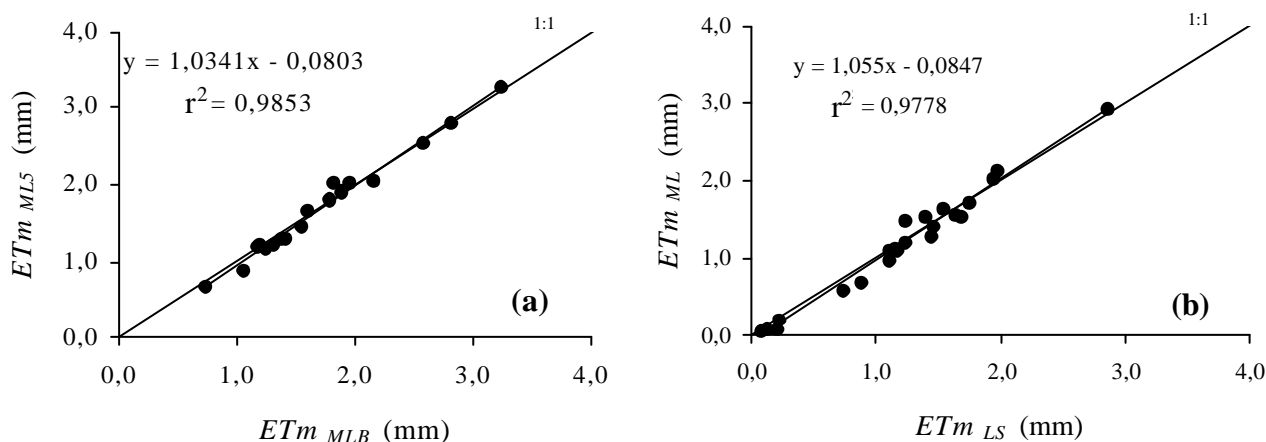 4,0
3,0
2,0
1,0
0,0
ETm ML5 (mm)
y = 1,0341x - 0,0803
r² = 0,9853
1:1
(a)
0,0 1,0 2,0 3,0 4,0
ETm MLB (mm)
4,0
3,0
2,0
1,0
0,0
ETm ML (mm)
y = 1,055x - 0,0847
r² = 0,9778
1:1
(b)
0,0 1,0 2,0 3,0 4,0
ETm LS (mm)